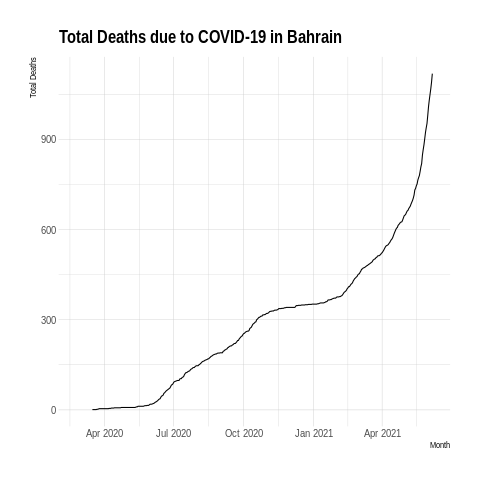 Total Deaths due to COVID-19 in Bahrain
Total Deaths
900
600
300
0
Apr 2020 Jul 2020 Oct 2020 Jan 2021 Apr 2021
Month